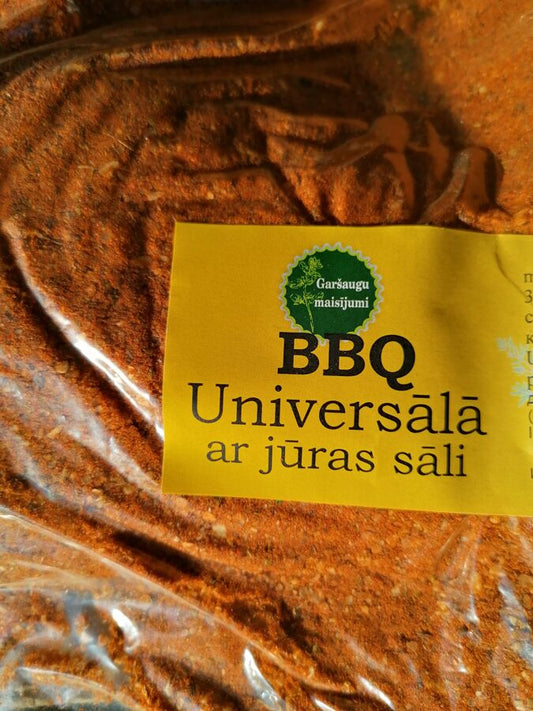 Garšaugu
maisījumi
BBQ
Universālā
ar jūras sāli